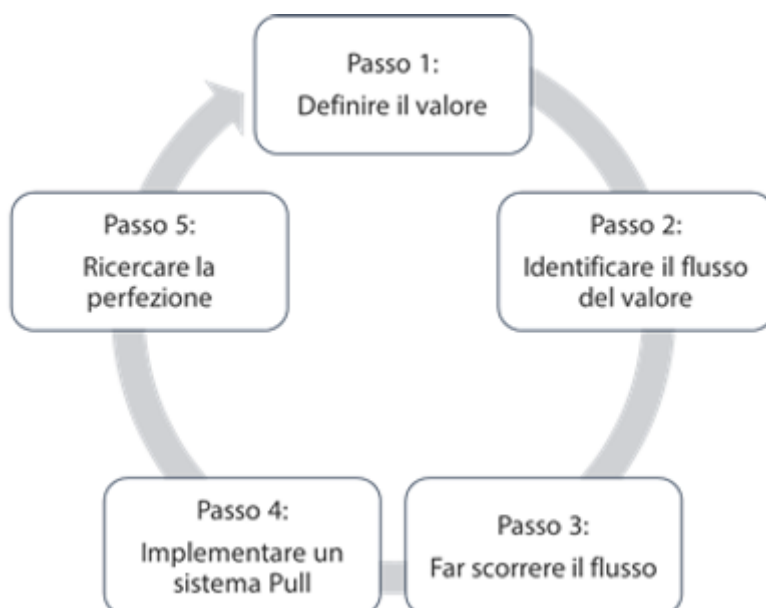 Passo 1:
Definire il valore
Passo 2:
Identificare il flusso
del valore
Passo 3:
Far scorrere il flusso
Passo 4:
Implementare un
sistema Pull
Passo 5:
Ricercare la
perfezione